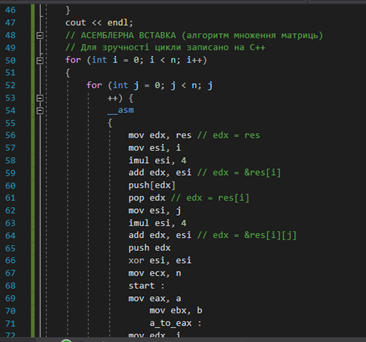 46 }
47 cout << endl;
48 // АСЕМБЛЕРНА ВСТАВКА (алгоритм множення матриць)
49 // Для зручності цикли записано на С++
50 for (int i = 0; i < n; i++)
51 {
52 for (int j = 0; j < n; j
53 ++) {
54 __asm
55 {
56 mov edx, res // edx = res
57 mov esi, i
58 imul esi, 4
59 add edx, esi // edx = &res[i]
60 push[edx]
61 pop edx // edx = res[i]
62 mov esi, j
63 imul esi, 4
64 add edx, esi // edx = &res[i][j]
65 push edx
66 xor esi, esi
67 mov ecx, n
68 start :
69 mov eax, a
70 mov ebx, b
71 a_to_eax :
72 mov edx, i